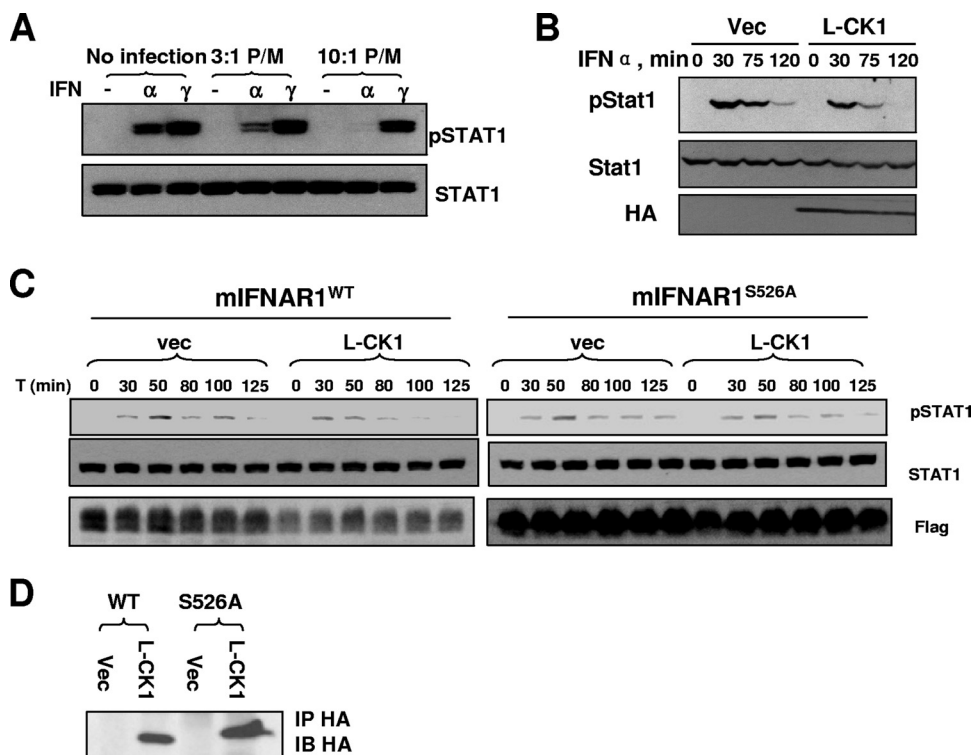 A
No infection 3:1 P/M 10:1 P/M
IFN - α γ - α γ - α γ
pSTAT1
STAT1
B
Vec L-CK1
IFN α, min 0 30 75 120 0 30 75 120
pStat1
Stat1
HA
C
mIFNAR1WT mIFNAR1S526A
vec L-CK1 vec L-CK1
T (min) 0 30 50 80 100 125 0 30 50 80 100 125 0 30 50 80 100 125 0 30 50 80 100 125
pSTAT1
STAT1
Flag
D
WT S526A
Vec L-CK1 Vec L-CK1
IP HA
IB HA